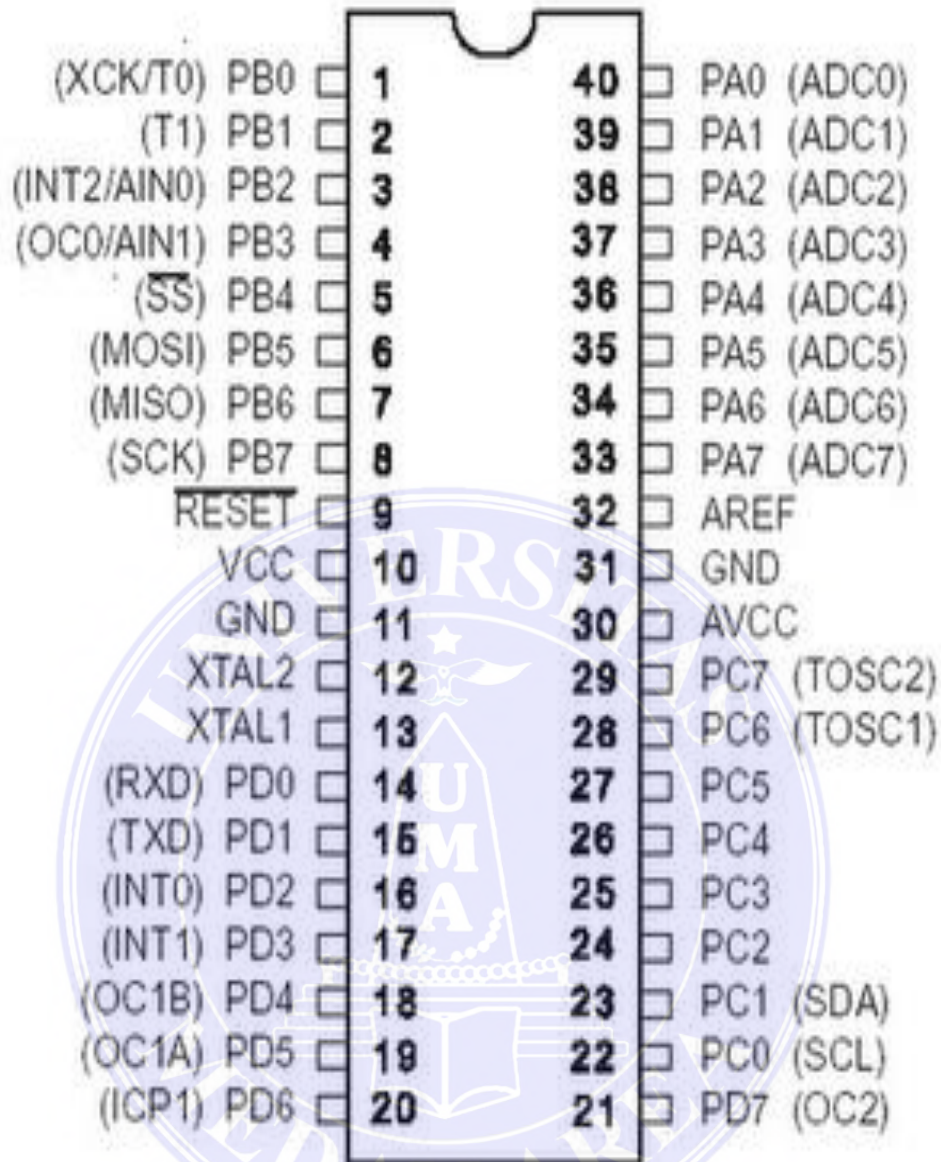 (XCK/T0) PB0 1 40 PA0 (ADC0)
(T1) PB1 2 39 PA1 (ADC1)
(INT2/AIN0) PB2 3 38 PA2 (ADC2)
(OC0/AIN1) PB3 4 37 PA3 (ADC3)
(SS) PB4 5 36 PA4 (ADC4)
(MOSI) PB5 6 35 PA5 (ADC5)
(MISO) PB6 7 34 PA6 (ADC6)
(SCK) PB7 8 33 PA7 (ADC7)
RESET 9 32 AREF
VCC 10 31 GND
GND 11 30 AVCC
XTAL2 12 29 PC7 (TOSC2)
XTAL1 13 28 PC6 (TOSC1)
(RXD) PD0 14 27 PC5
(TXD) PD1 15 26 PC4
(INT0) PD2 16 25 PC3
(INT1) PD3 17 24 PC2
(OC1B) PD4 18 23 PC1 (SDA)
(OC1A) PD5 19 22 PC0 (SCL)
(ICP1) PD6 20 21 PD7 (OC2)
UNIVERSITAS
UMA